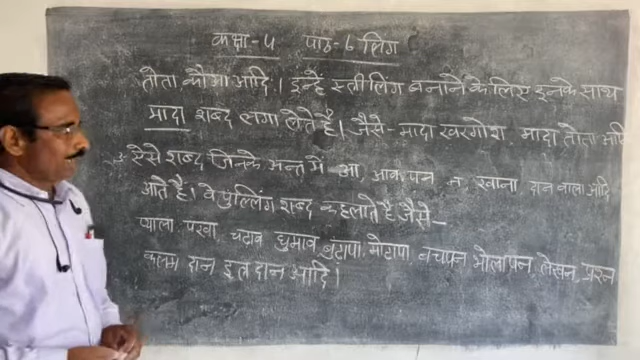 कक्षा-५ पाठ-६ लिंग
तोता, कौआ आदि। इन्हें स्त्रीलिंग बनाने के लिए इनके साथ
मादा शब्द लगा लेते है। जैसे- मादा खरगोश मादा तोता आदि
ऐसे शब्द जिनके अन्त में आ, आव, पन न, खाना दान वाला आदि
आते है। वे पुल्लिंग शब्द कहलाते है जैसे-
प्याला, पंखा, चढ़ाव घुमाव, बुढ़ापा, मोटापा, बचपन भोलापन, लेखन,
कलम दान इत्र दान आदि।